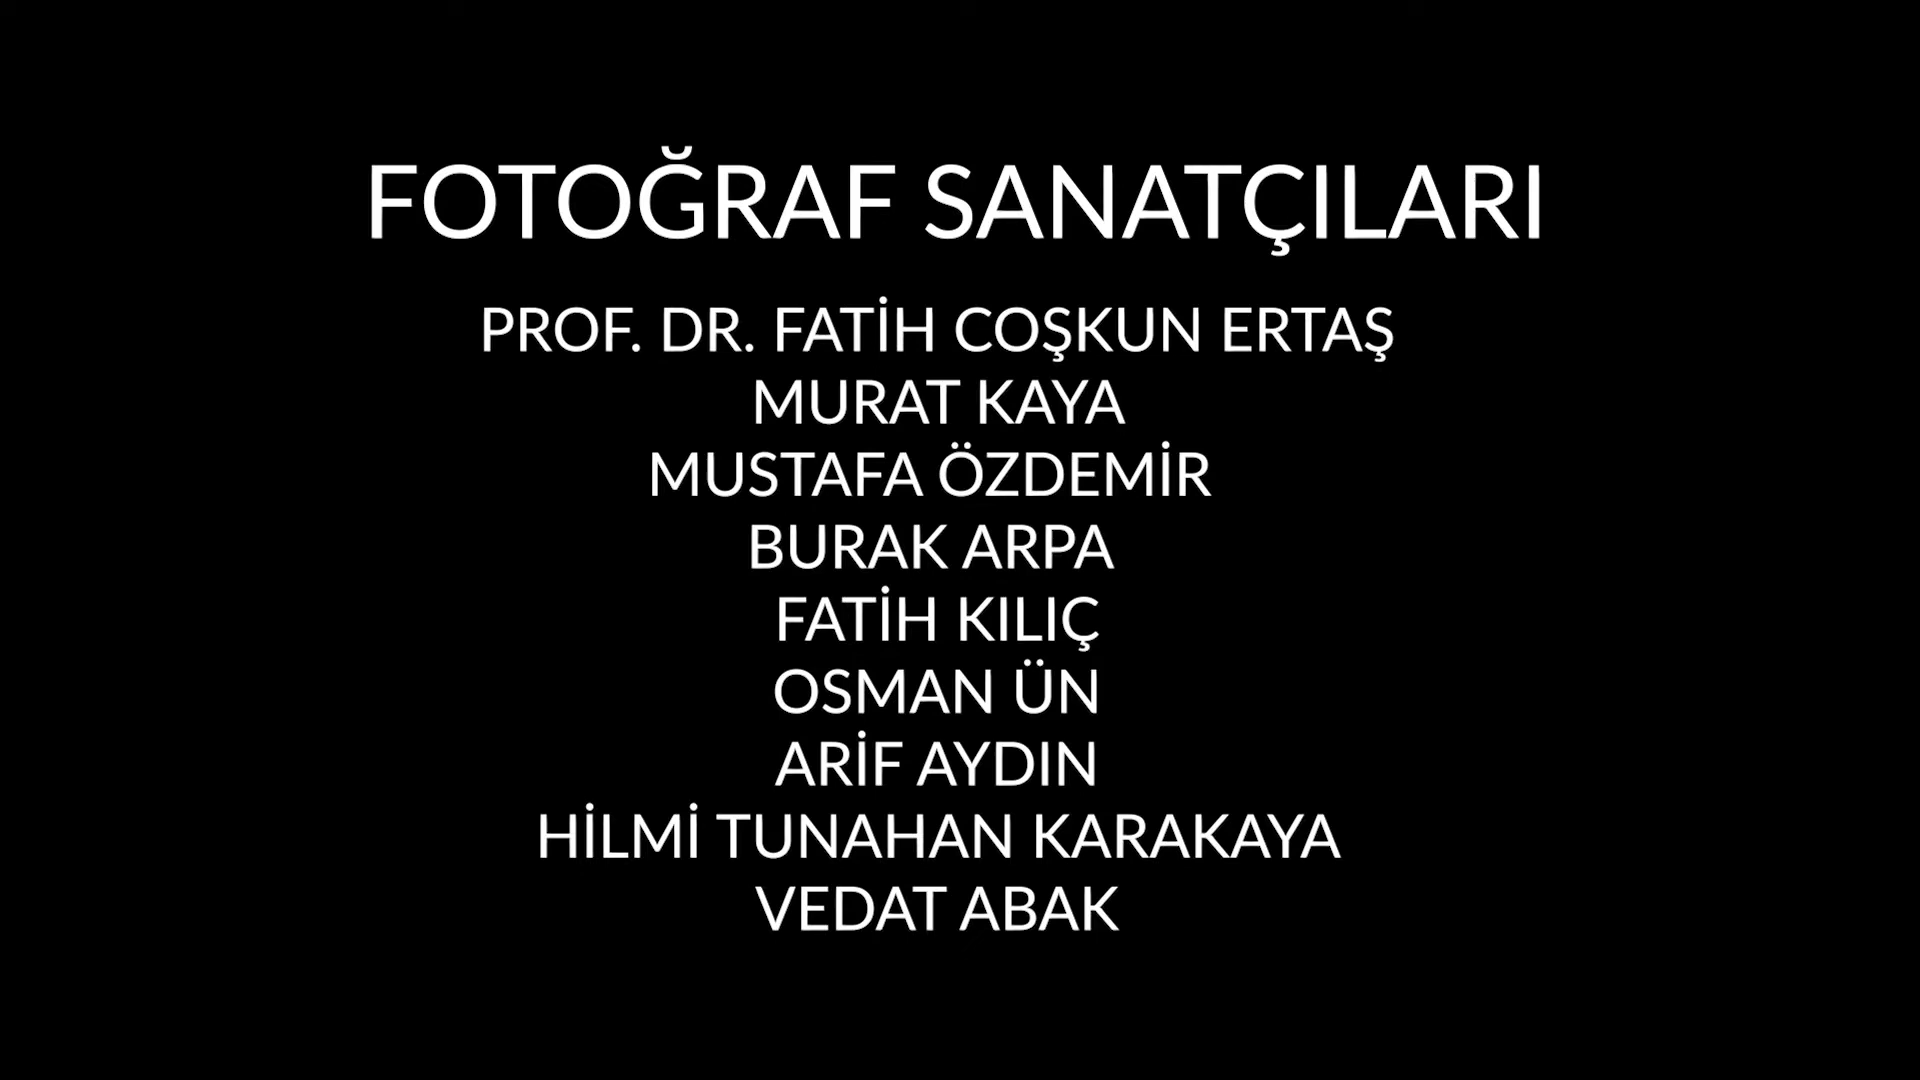 FOTOĞRAF SANATÇILARI
PROF. DR. FATİH COŞKUN ERTAŞ
MURAT KAYA
MUSTAFA ÖZDEMİR
BURAK ARPA
FATİH KILIÇ
OSMAN ÜN
ARİF AYDIN
HİLMİ TUNAHAN KARAKAYA
VEDAT ABAK